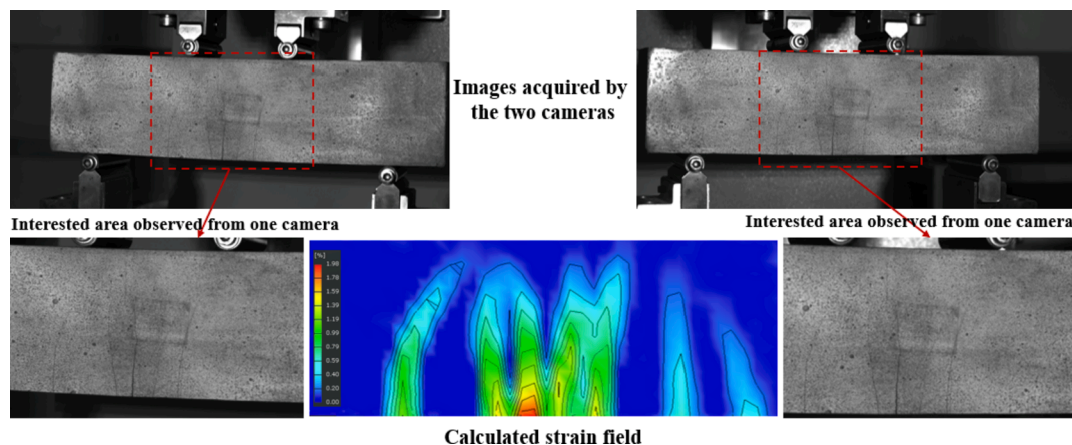 Images acquired by
the two cameras
Interested area observed from one camera
Interested area observed from one camera
[%]
1.98
1.78
1.59
1.39
1.19
0.99
0.79
0.60
0.40
0.20
0.00
Calculated strain field